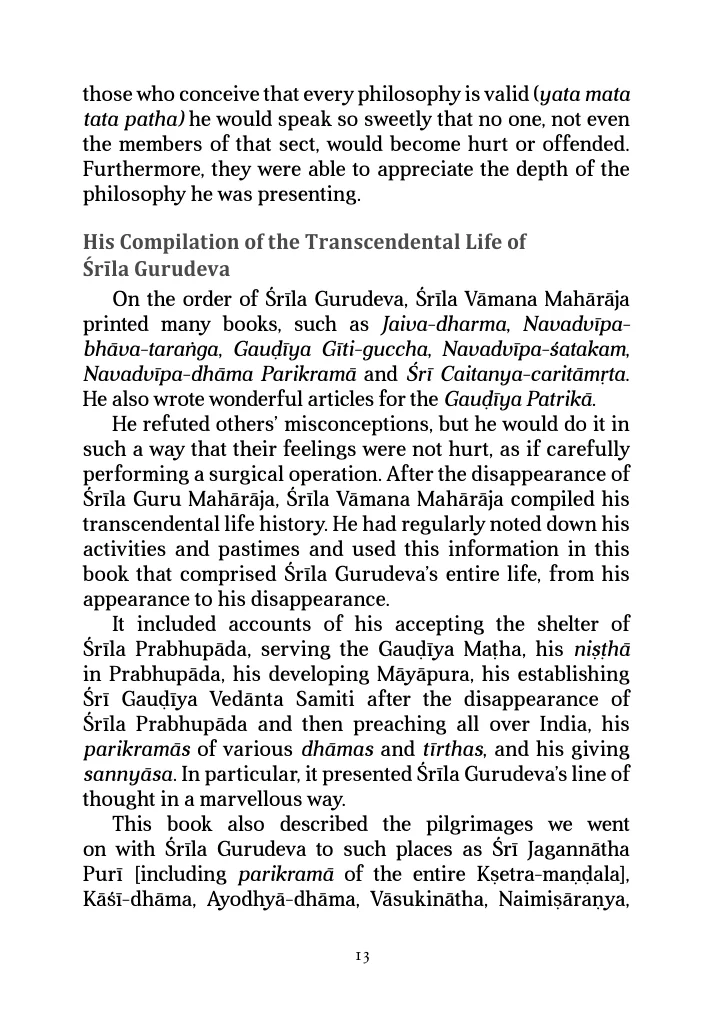 those who conceive that every philosophy is valid (yata mata
tata patha) he would speak so sweetly that no one, not even
the members of that sect, would become hurt or offended.
Furthermore, they were able to appreciate the depth of the
philosophy he was presenting.
His Compilation of the Transcendental Life of
Śrīla Gurudeva
On the order of Śrīla Gurudeva, Śrīla Vāmana Mahārāja
printed many books, such as Jaiva-dharma, Navadvīpa-
bhāva-taraṅga, Gauḍīya Gīti-guccha, Navadvīpa-śatakam,
Navadvīpa-dhāma Parikramā and Śrī Caitanya-caritāmṛta.
He also wrote wonderful articles for the Gauḍīya Patrikā.
He refuted others’ misconceptions, but he would do it in
such a way that their feelings were not hurt, as if carefully
performing a surgical operation. After the disappearance of
Śrīla Guru Mahārāja, Śrīla Vāmana Mahārāja compiled his
transcendental life history. He had regularly noted down his
activities and pastimes and used this information in this
book that comprised Śrīla Gurudeva’s entire life, from his
appearance to his disappearance.
It included accounts of his accepting the shelter of
Śrīla Prabhupāda, serving the Gauḍīya Maṭha, his niṣṭhā
in Prabhupāda, his developing Māyāpura, his establishing
Śrī Gauḍīya Vedānta Samiti after the disappearance of
Śrīla Prabhupāda and then preaching all over India, his
parikramās of various dhāmas and tīrthas, and his giving
sannyāsa. In particular, it presented Śrīla Gurudeva’s line of
thought in a marvellous way.
This book also described the pilgrimages we went
on with Śrīla Gurudeva to such places as Śrī Jagannātha
Purī [including parikramā of the entire Kṣetra-maṇḍala],
Kāśī-dhāma, Ayodhyā-dhāma, Vāsukinātha, Naimiṣāraṇya,
13